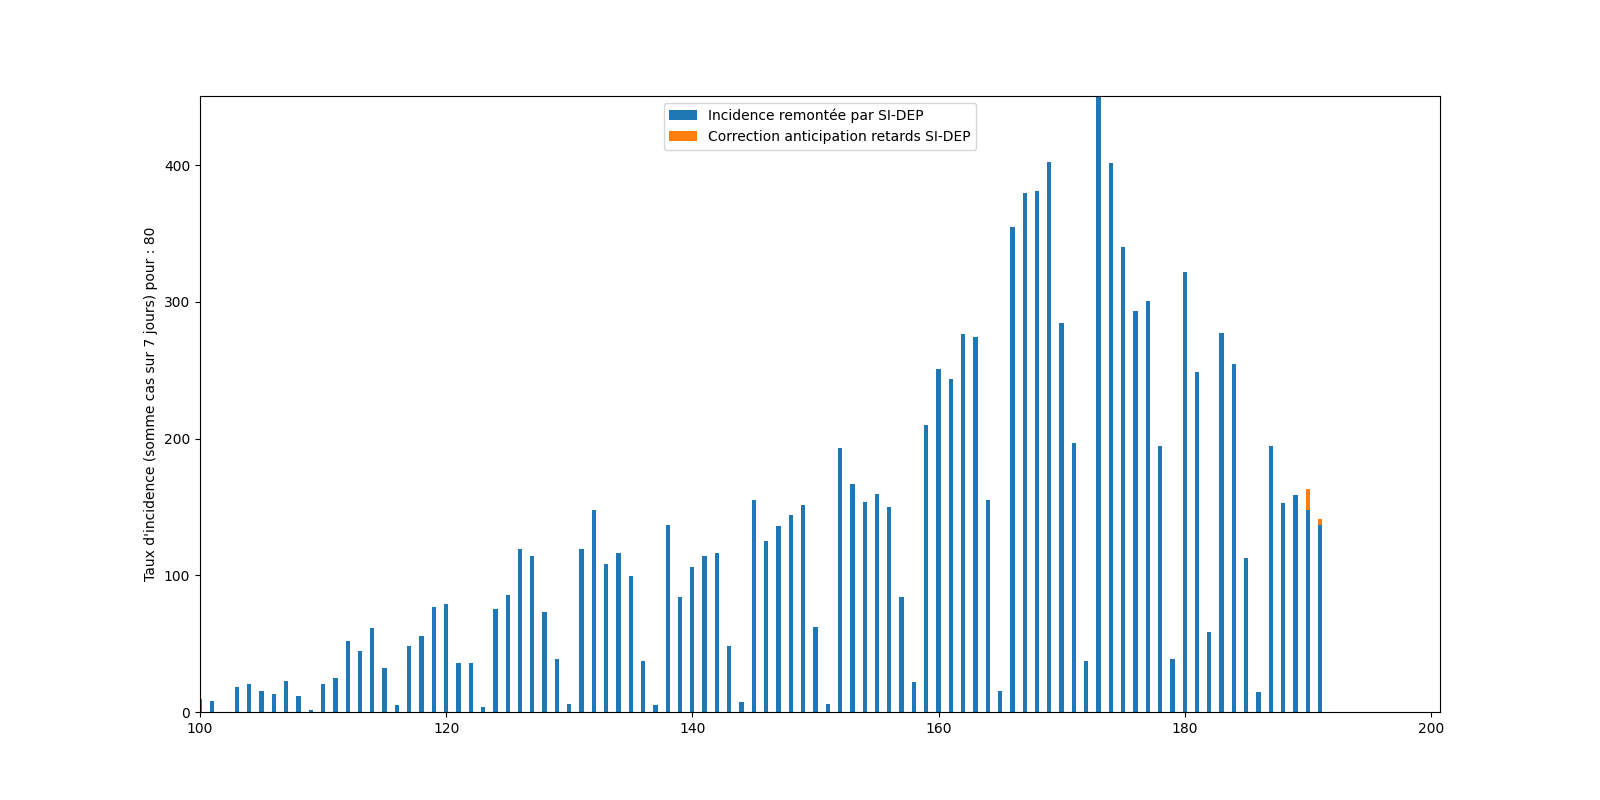 Incidence remontée par SI-DEP
Correction anticipation retards SI-DEP
Taux d'incidence (somme cas sur 7 jours) pour : 80
400
300
200
100
0
100 120 140 160 180 200